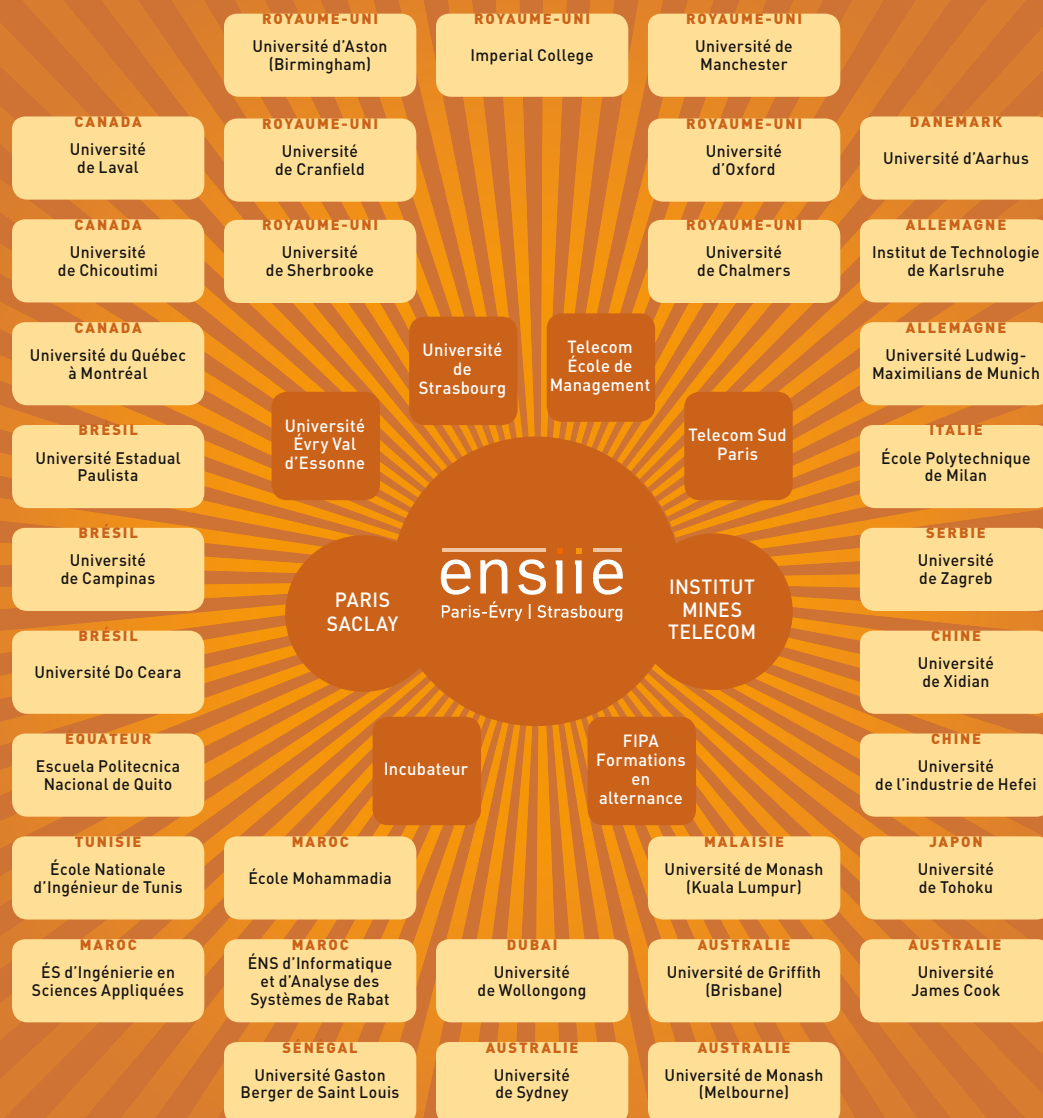 ROYAUME-UNI
Université d'Aston
(Birmingham)
ROYAUME-UNI
Imperial College
ROYAUME-UNI
Université de
Manchester
CANADA
Université
de Laval
ROYAUME-UNI
Université
de Cranfield
ROYAUME-UNI
Université
d'Oxford
DANEMARK
Université d'Aarhus
CANADA
Université
de Chicoutimi
ROYAUME-UNI
Université
de Sherbrooke
ROYAUME-UNI
Université
de Chalmers
ALLEMAGNE
Institut de Technologie
de Karlsruhe
CANADA
Université du Québec
à Montréal
Université
de
Strasbourg
Telecom
École de
Management
ALLEMAGNE
Université Ludwig-
Maximilians de Munich
BRÉSIL
Université Estadual
Paulista
Université
Évry Val
d'Essonne
Telecom Sud
Paris
ITALIE
École Polytechnique
de Milan
BRÉSIL
Université
de Campinas
PARIS
SACLAY
ensiie
Paris-Évry | Strasbourg
INSTITUT
MINES
TELECOM
SERBIE
Université
de Zagreb
BRÉSIL
Université Do Ceara
CHINE
Université
de Xidian
ÉQUATEUR
Escuela Politecnica
Nacional de Quito
Incubateur
FIPA
Formations
en
alternance
CHINE
Université
de l'industrie de Hefei
TUNISIE
École Nationale
d'Ingénieur de Tunis
MAROC
École Mohammadia
MALAISIE
Université de Monash
(Kuala Lumpur)
JAPON
Université
de Tohoku
MAROC
ÉS d'Ingénierie en
Sciences Appliquées
MAROC
ÉNS d'Informatique
et d'Analyse des
Systèmes de Rabat
DUBAI
Université
de Wollongong
AUSTRALIE
Université de Griffith
(Brisbane)
AUSTRALIE
Université
James Cook
SÉNÉGAL
Université Gaston
Berger de Saint Louis
AUSTRALIE
Université
de Sydney
AUSTRALIE
Université de Monash
(Melbourne)